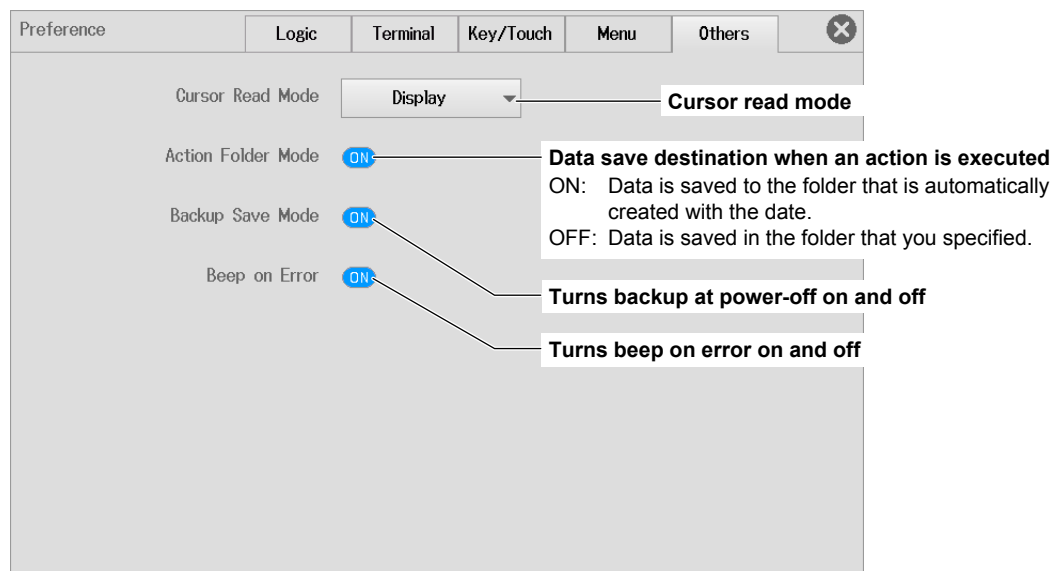 Preference
Logic
Terminal
Key/Touch
Menu
Others
Cursor Read Mode
Display
Cursor read mode
Action Folder Mode
ON
Data save destination when an action is executed
ON: Data is saved to the folder that is automatically
created with the date.
OFF: Data is saved in the folder that you specified.
Backup Save Mode
ON
Turns backup at power-off on and off
Beep on Error
ON
Turns beep on error on and off